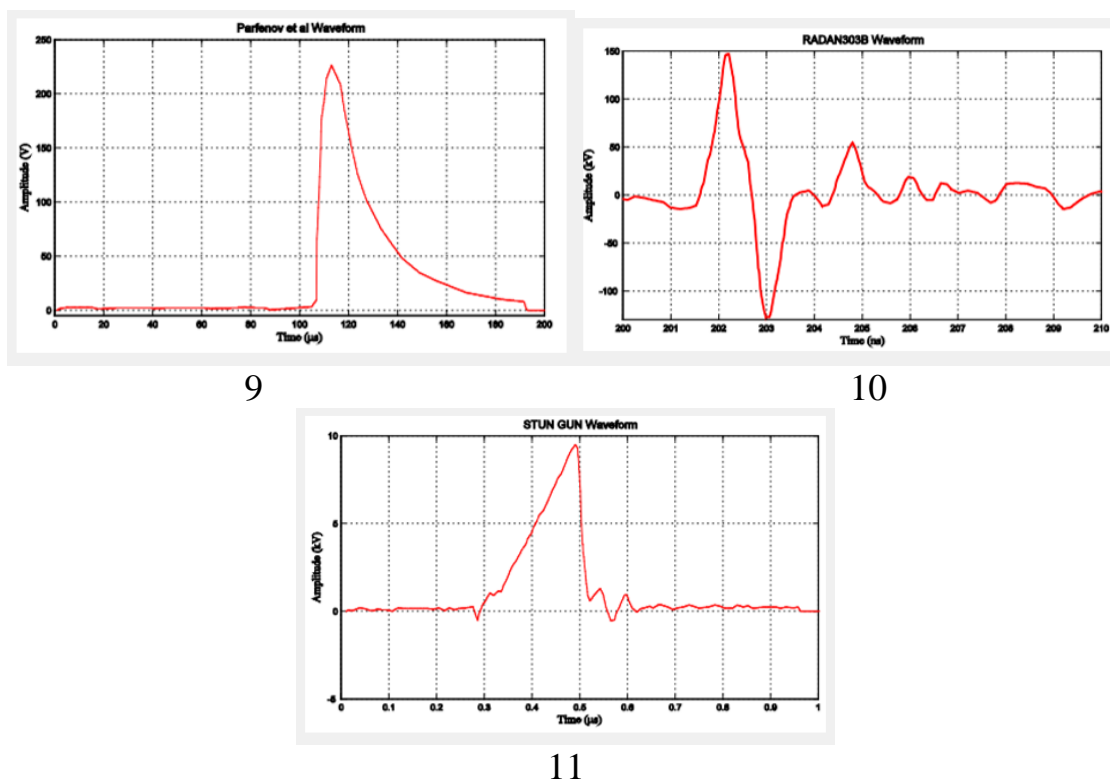 Parfenov et al Waveform
250
200
150
100
50
0
Amplitude (V)
0 20 40 60 80 100 120 140 160 180 200
Time (µs)
9
RADAN303B Waveform
150
100
50
0
-50
-100
Amplitude (kV)
200 201 202 203 204 205 206 207 208 209 210
Time (ns)
10
STUN GUN Waveform
10
5
0
-5
Amplitude (kV)
0 0.1 0.2 0.3 0.4 0.5 0.6 0.7 0.8 0.9 1
Time (µs)
11